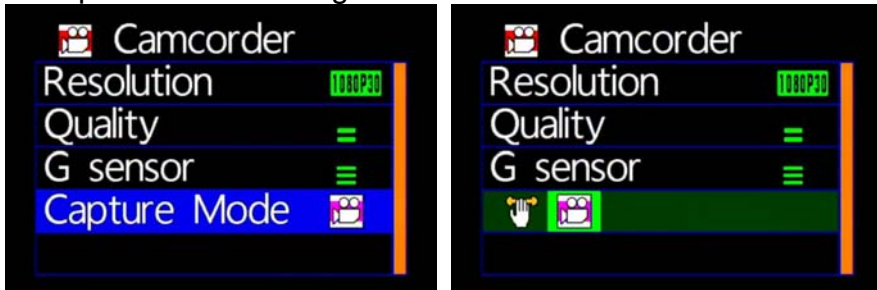 Camcorder
Resolution 1080P30
Quality
G sensor
Capture Mode
Camcorder
Resolution 1080P30
Quality
G sensor